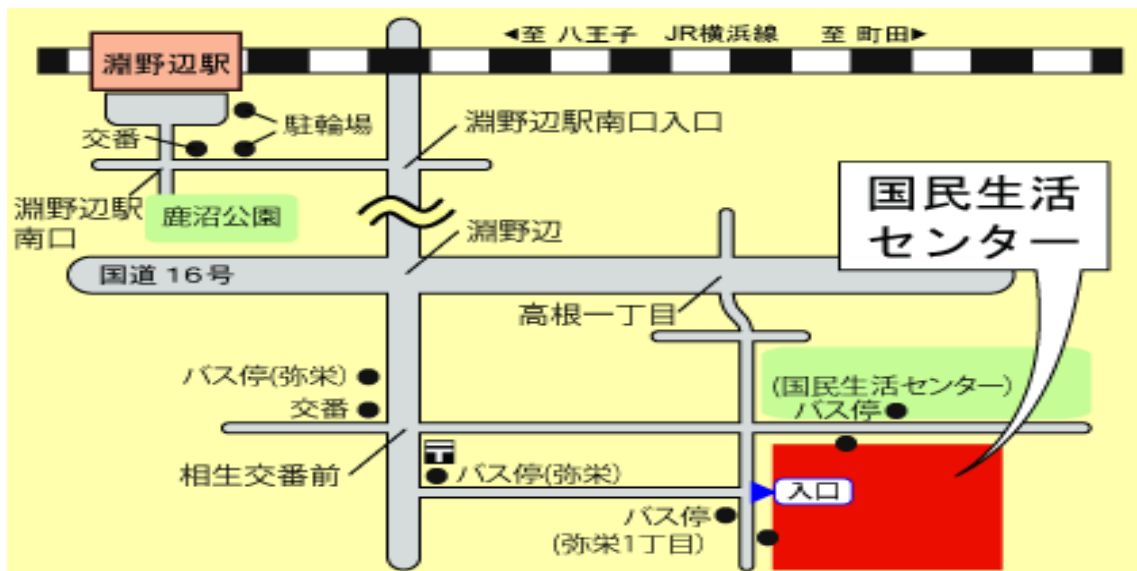 ◀至 八王子　JR横浜線　至 町田▶
淵野辺駅
駐輪場
交番
淵野辺駅南口入口
淵野辺駅
南口
鹿沼公園
国民生活
センター
淵野辺
国道 16号
高根一丁目
バス停(弥栄)
交番
(国民生活センター)
バス停
相生交番前
〒
バス停(弥栄)
入口
バス停
(弥栄1丁目)